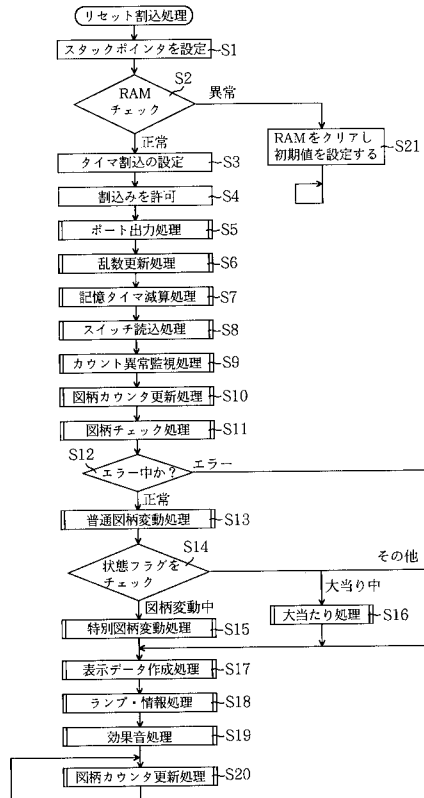 リセット割込処理
スタックポインタを設定 S1
S2
RAM
チェック
異常
正常
RAMをクリアし
初期値を設定する
S21
タイマ割込の設定 S3
割込みを許可 S4
ポート出力処理 S5
乱数更新処理 S6
記憶タイマ減算処理 S7
スイッチ読込処理 S8
カウント異常監視処理 S9
図柄カウンタ更新処理 S10
図柄チェック処理 S11
S12
エラー中か？
エラー
正常
普通図柄変動処理 S13
S14
状態フラグを
チェック
その他
大当り中
図柄変動中
大当たり処理 S16
特別図柄変動処理 S15
表示データ作成処理 S17
ランプ・情報処理 S18
効果音処理 S19
図柄カウンタ更新処理 S20